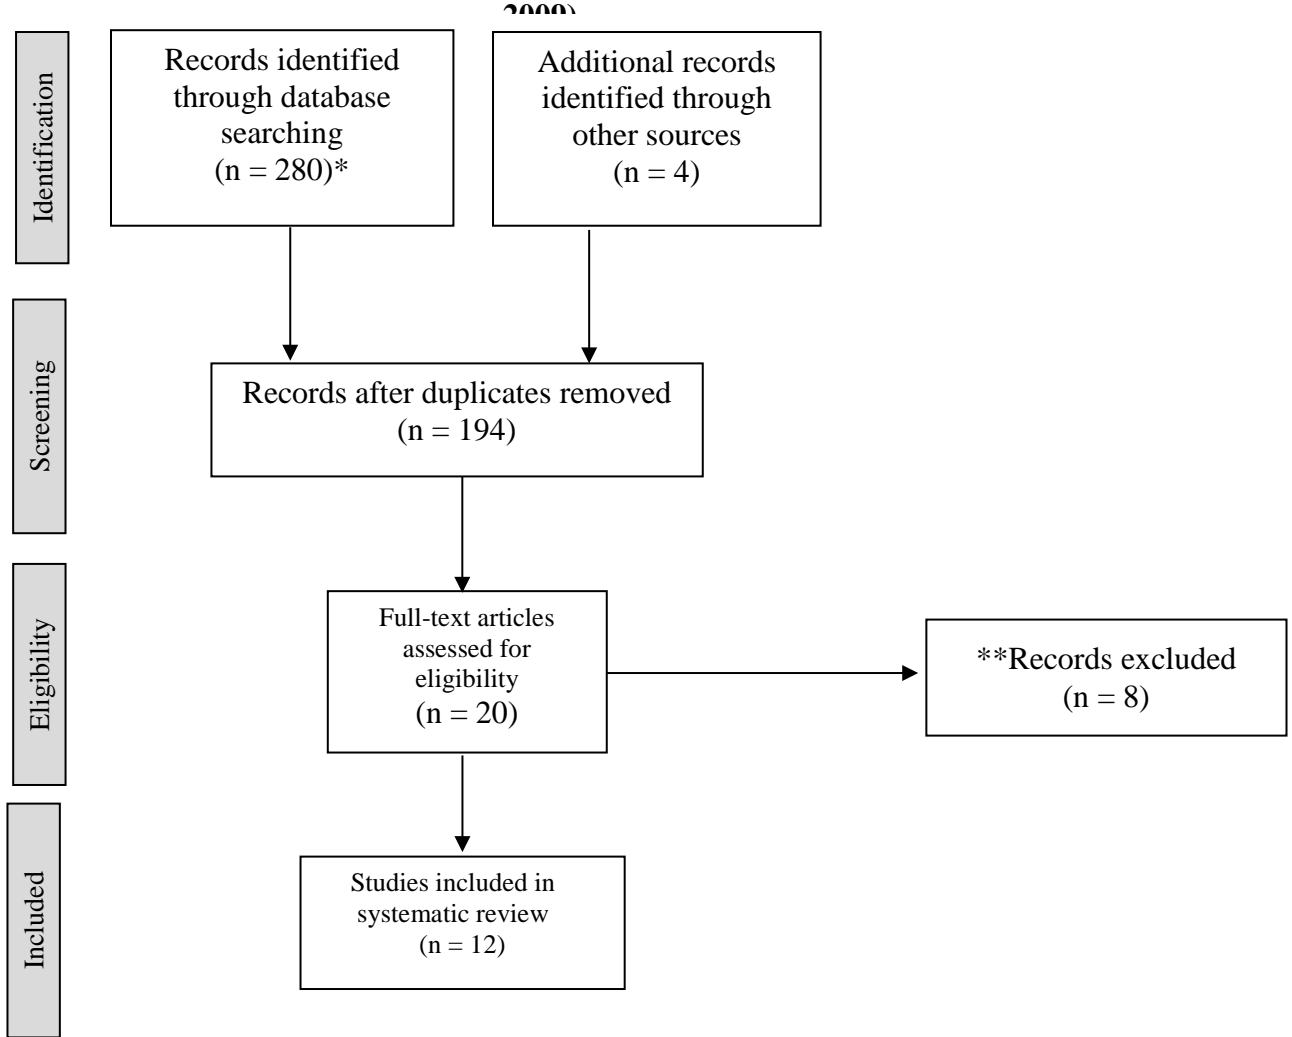 2009)
Identification
Records identified
through database
searching
(n = 280)*
Additional records
identified through
other sources
(n = 4)
Screening
Records after duplicates removed
(n = 194)
Eligibility
Full-text articles
assessed for
eligibility
(n = 20)
**Records excluded
(n = 8)
Included
Studies included in
systematic review
(n = 12)